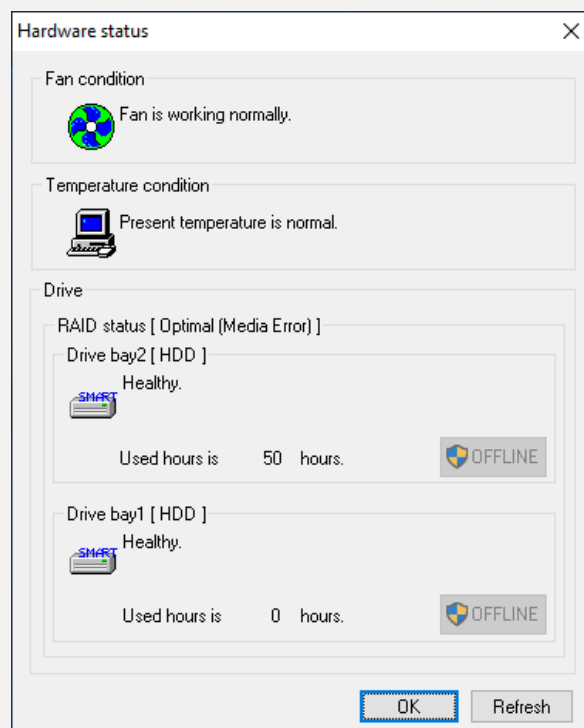 Hardware status
Fan condition
Fan is working normally.
Temperature condition
Present temperature is normal.
Drive
RAID status [ Optimal (Media Error) ]
Drive bay2 [ HDD ]
Healthy.
SMART
Used hours is 50 hours.
OFFLINE
Drive bay1 [ HDD ]
Healthy.
SMART
Used hours is 0 hours.
OFFLINE
OK
Refresh